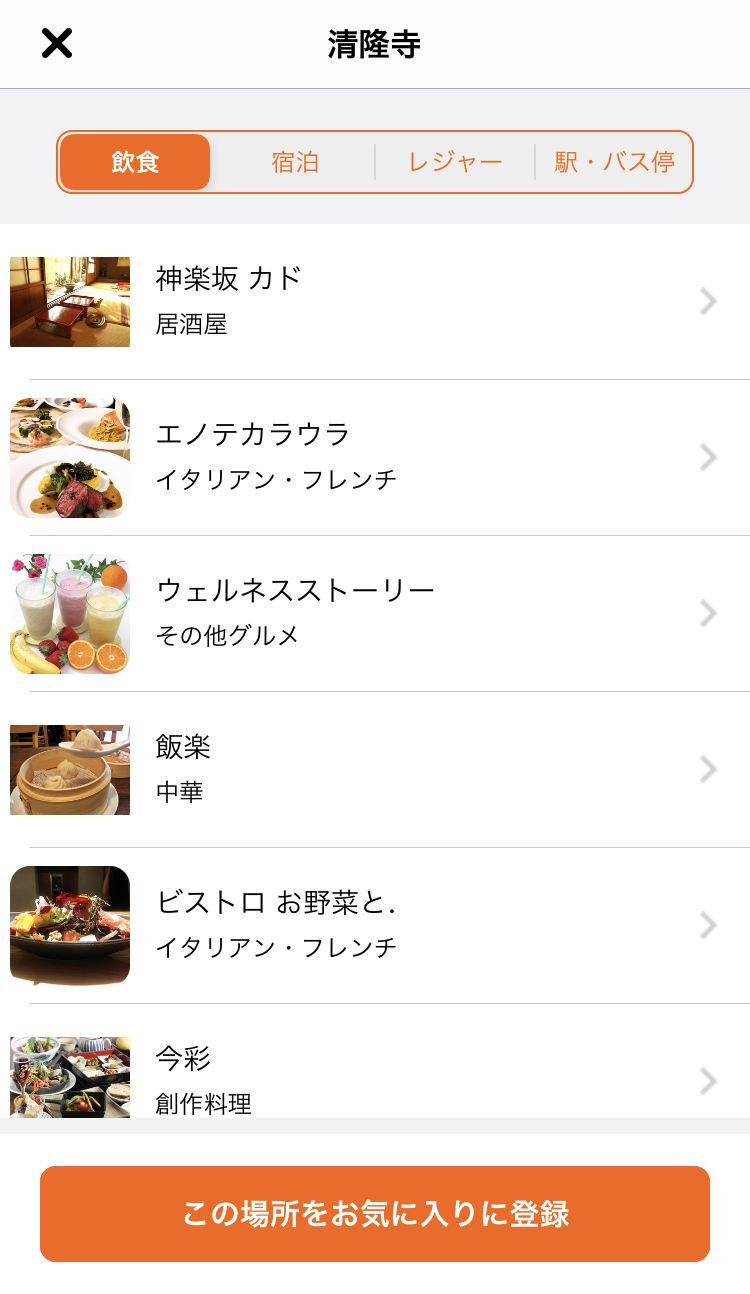 清隆寺
飲食 宿泊 レジャー 駅・バス停
神楽坂 カド
居酒屋
エノテカラウラ
イタリアン・フレンチ
ウェルネスストーリー
その他グルメ
飯楽
中華
ビストロ お野菜と.
イタリアン・フレンチ
今彩
創作料理
この場所をお気に入りに登録